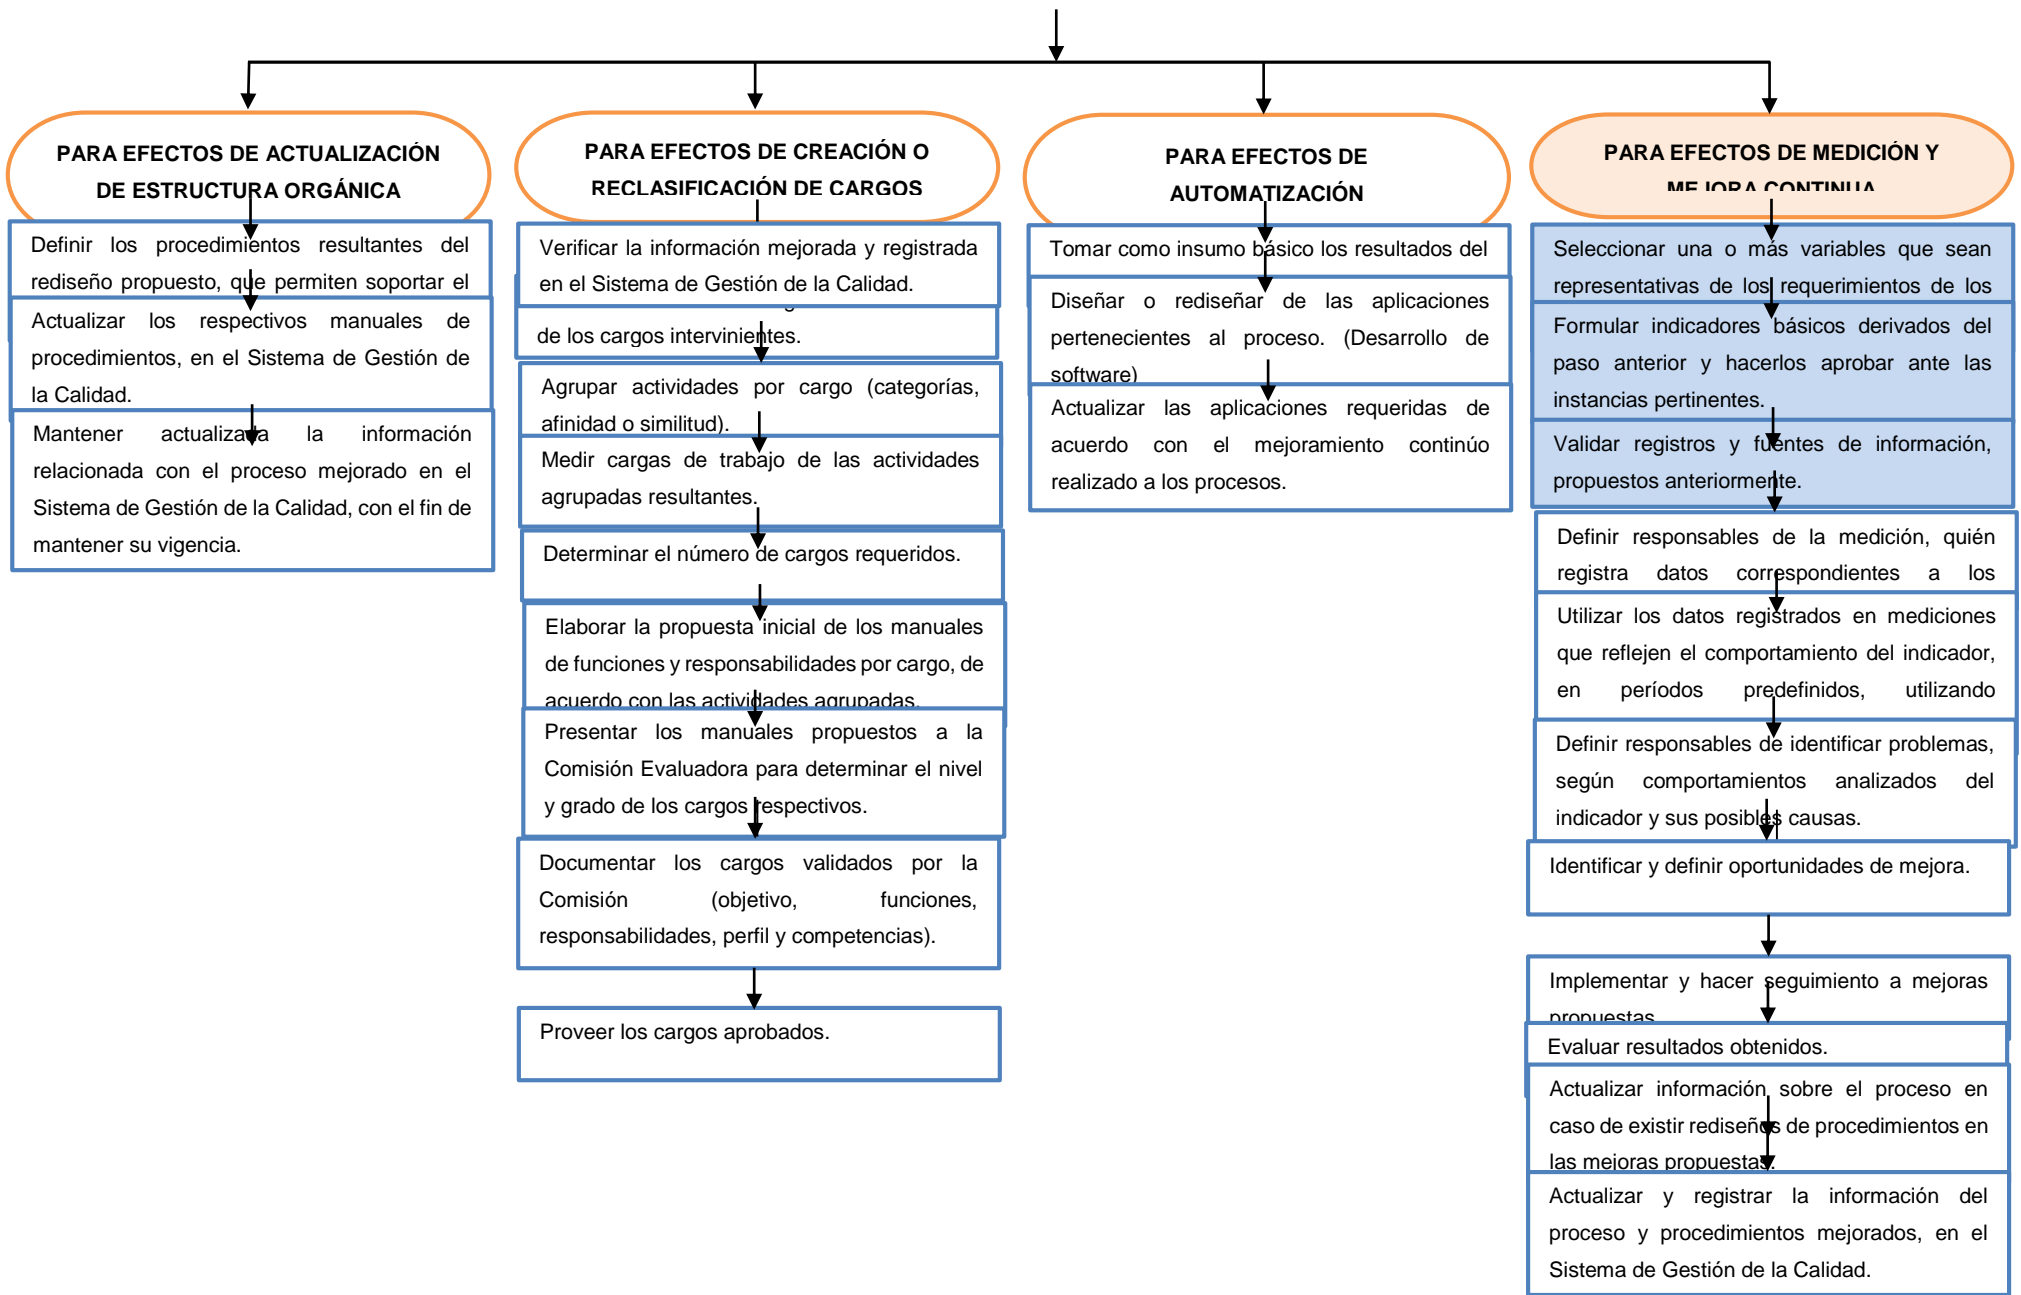 PARA EFECTOS DE ACTUALIZACIÓN
DE ESTRUCTURA ORGÁNICA
Definir los procedimientos resultantes del
rediseño propuesto, que permiten soportar el
Actualizar los respectivos manuales de
procedimientos, en el Sistema de Gestión de
la Calidad.
Mantener actualizada la información
relacionada con el proceso mejorado en el
Sistema de Gestión de la Calidad, con el fin de
mantener su vigencia.
PARA EFECTOS DE CREACIÓN O
RECLASIFICACIÓN DE CARGOS
Verificar la información mejorada y registrada
en el Sistema de Gestión de la Calidad.
de los cargos intervinientes.
Agrupar actividades por cargo (categorías,
afinidad o similitud).
Medir cargas de trabajo de las actividades
agrupadas resultantes.
Determinar el número de cargos requeridos.
Elaborar la propuesta inicial de los manuales
de funciones y responsabilidades por cargo, de
acuerdo con las actividades agrupadas.
Presentar los manuales propuestos a la
Comisión Evaluadora para determinar el nivel
y grado de los cargos respectivos.
Documentar los cargos validados por la
Comisión (objetivo, funciones,
responsabilidades, perfil y competencias).
Proveer los cargos aprobados.
PARA EFECTOS DE
AUTOMATIZACIÓN
Tomar como insumo básico los resultados del
Diseñar o rediseñar de las aplicaciones
pertenecientes al proceso. (Desarrollo de
software)
Actualizar las aplicaciones requeridas de
acuerdo con el mejoramiento continúo
realizado a los procesos.
PARA EFECTOS DE MEDICIÓN Y
MEJORA CONTINUA
Seleccionar una o más variables que sean
representativas de los requerimientos de los
Formular indicadores básicos derivados del
paso anterior y hacerlos aprobar ante las
instancias pertinentes.
Validar registros y fuentes de información,
propuestos anteriormente.
Definir responsables de la medición, quién
registra datos correspondientes a los
Utilizar los datos registrados en mediciones
que reflejen el comportamiento del indicador,
en períodos predefinidos, utilizando
Definir responsables de identificar problemas,
según comportamientos analizados del
indicador y sus posibles causas.
Identificar y definir oportunidades de mejora.
Implementar y hacer seguimiento a mejoras
propuestas
Evaluar resultados obtenidos.
Actualizar información sobre el proceso en
caso de existir rediseños de procedimientos en
las mejoras propuestas.
Actualizar y registrar la información del
proceso y procedimientos mejorados, en el
Sistema de Gestión de la Calidad.